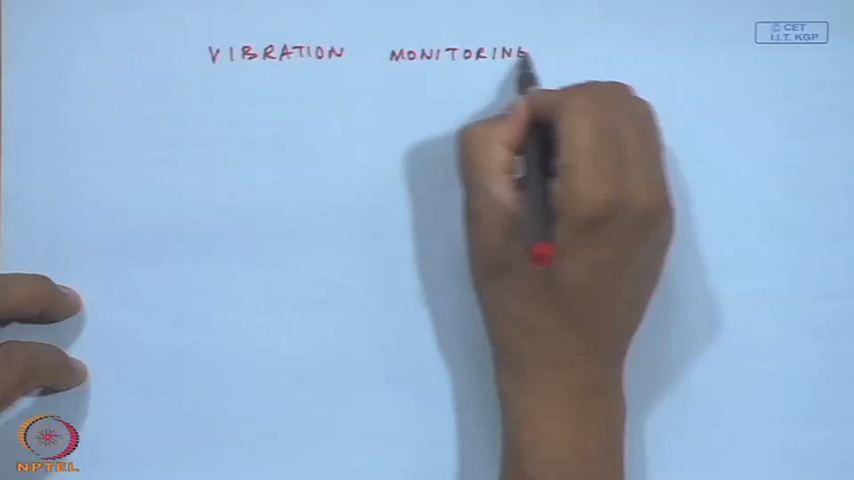 © CET
I.I.T. KGP
VIBRATION MONITORING
NPTEL